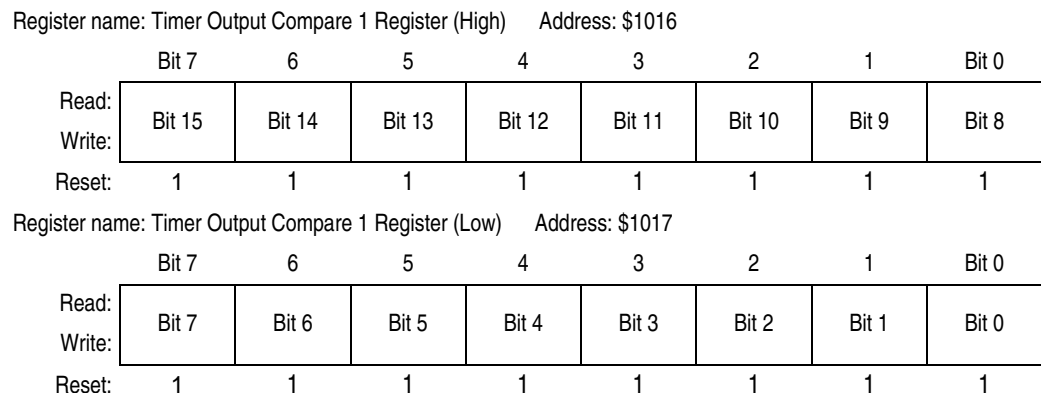 Register name: Timer Output Compare 1 Register (High) Address: $1016
Bit 7 6 5 4 3 2 1 Bit 0
Read:
Bit 15 Bit 14 Bit 13 Bit 12 Bit 11 Bit 10 Bit 9 Bit 8
Write:
Reset: 1 1 1 1 1 1 1 1
Register name: Timer Output Compare 1 Register (Low) Address: $1017
Bit 7 6 5 4 3 2 1 Bit 0
Read:
Bit 7 Bit 6 Bit 5 Bit 4 Bit 3 Bit 2 Bit 1 Bit 0
Write:
Reset: 1 1 1 1 1 1 1 1